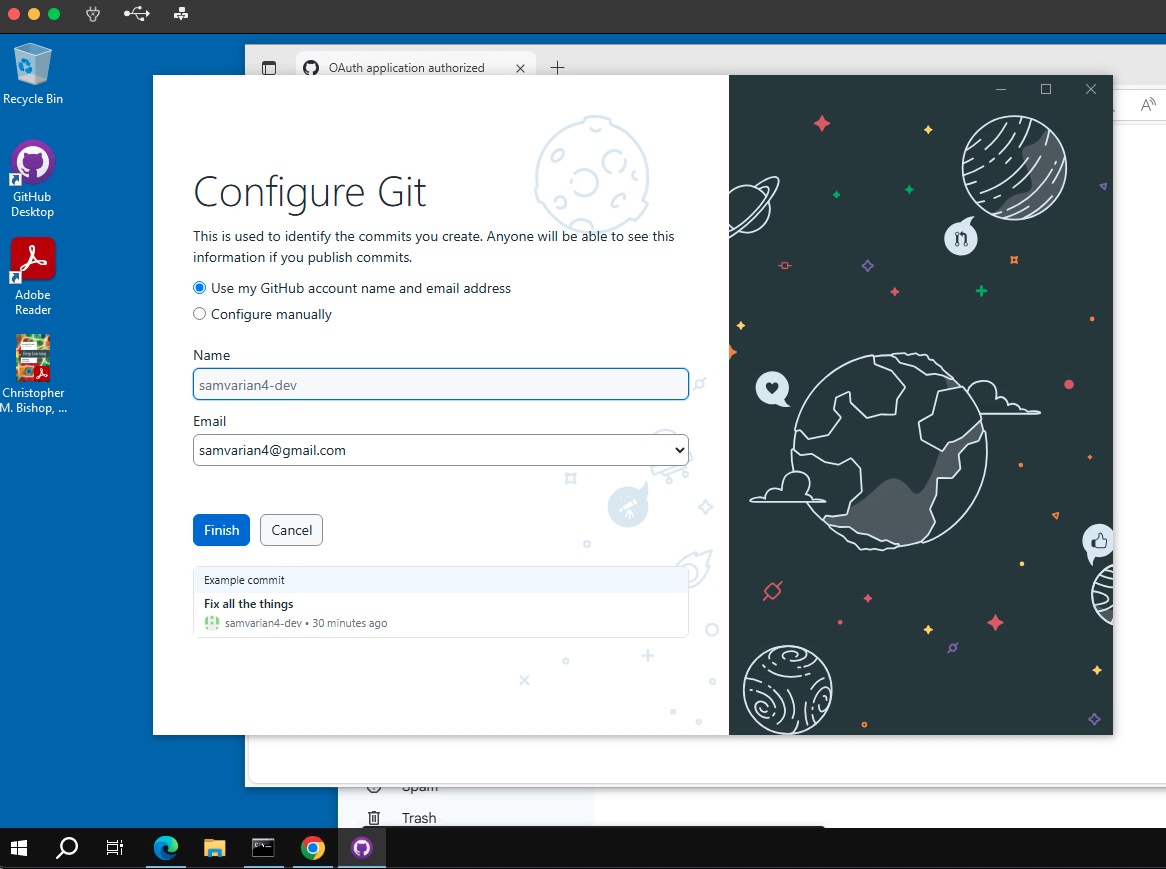 OAuth application authorized
Recycle Bin
GitHub
Desktop
Adobe
Reader
Christopher
M. Bishop, ...
Configure Git
This is used to identify the commits you create. Anyone will be able to see this
information if you publish commits.
Use my GitHub account name and email address
Configure manually
Name
samvarian4-dev
Email
samvarian4@gmail.com
Finish
Cancel
Example commit
Fix all the things
samvarian4-dev • 30 minutes ago
Spam
Trash